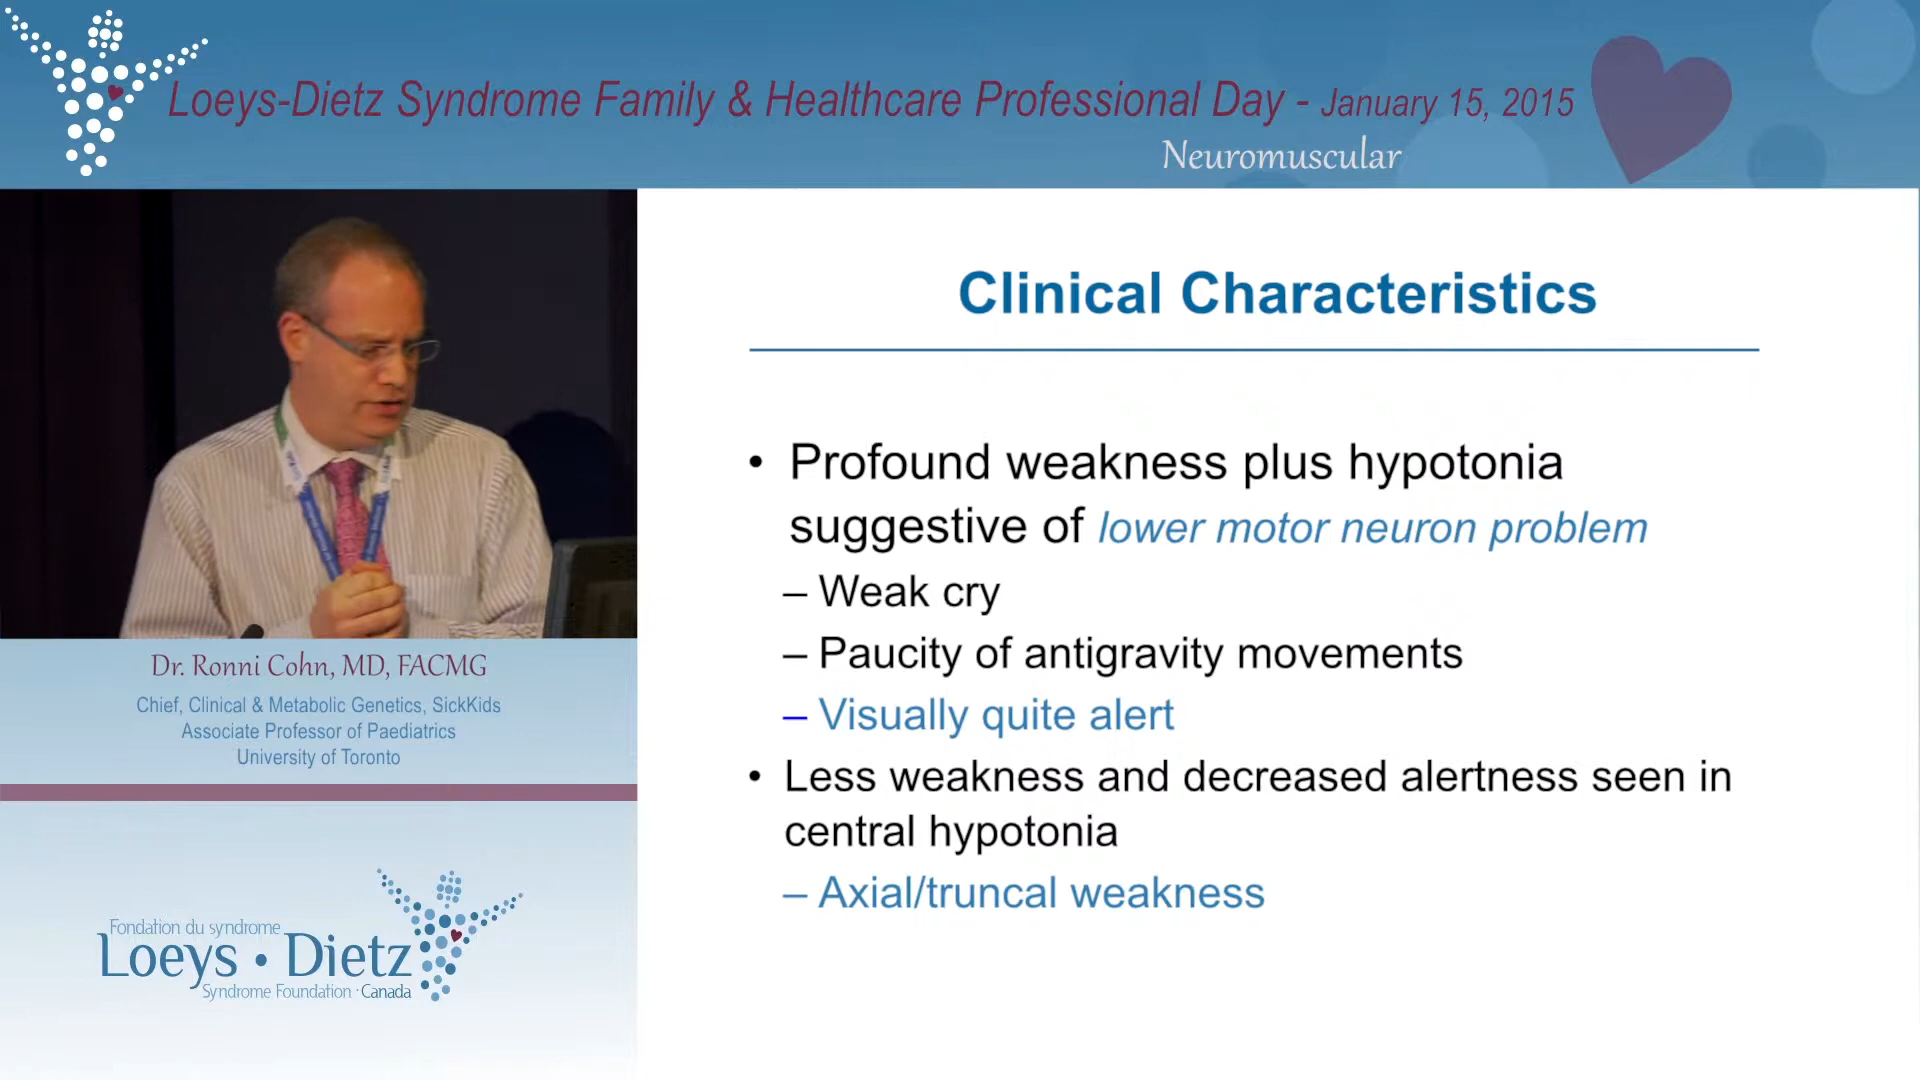 Loeys-Dietz Syndrome Family & Healthcare Professional Day - January 15, 2015
Neuromuscular
Clinical Characteristics
• Profound weakness plus hypotonia
suggestive of lower motor neuron problem
– Weak cry
– Paucity of antigravity movements
– Visually quite alert
• Less weakness and decreased alertness seen in
central hypotonia
– Axial/truncal weakness
Dr. Ronni Cohn, MD, FACMG
Chief, Clinical & Metabolic Genetics, SickKids
Associate Professor of Paediatrics
University of Toronto
Fondation du syndrome
Loeys • Dietz
Syndrome Foundation · Canada